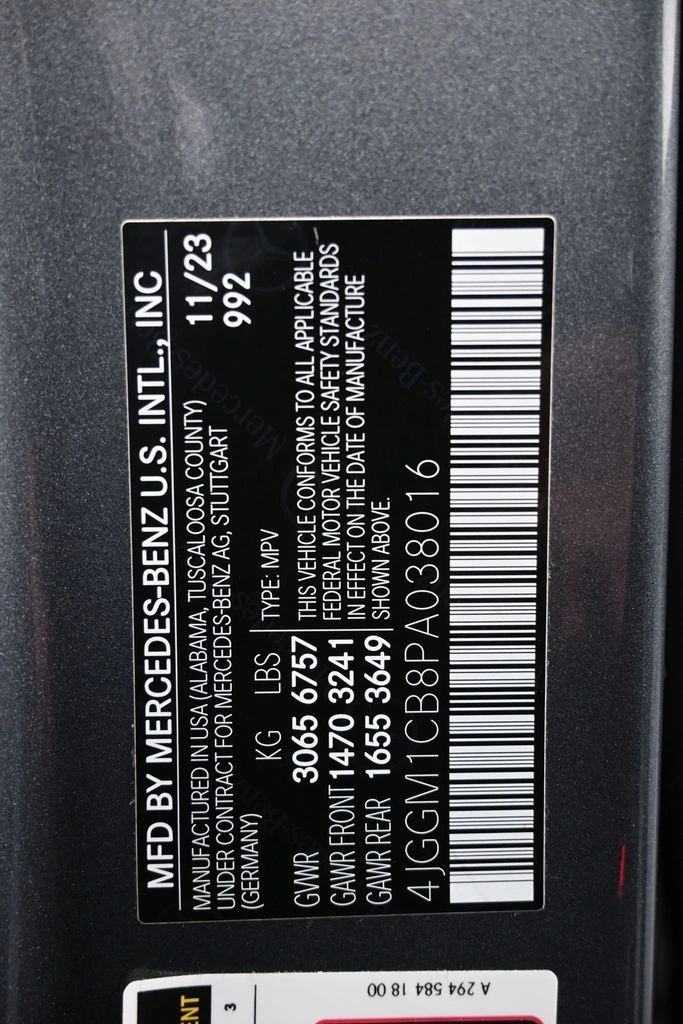 MFD BY MERCEDES-BENZ U.S. INTL., INC
MANUFACTURED IN USA (ALABAMA, TUSCALOOSA COUNTY)
UNDER CONTRACT FOR MERCEDES-BENZ AG, STUTTGART
(GERMANY)
11/23
992
KG LBS
TYPE: MPV
GVWR 3065 6757
GAWR FRONT 1470 3241
GAWR REAR 1655 3649
THIS VEHICLE CONFORMS TO ALL APPLICABLE
FEDERAL MOTOR VEHICLE SAFETY STANDARDS
IN EFFECT ON THE DATE OF MANUFACTURE
SHOWN ABOVE.
4JGGM1CB8PA038016
ENT
3
A 294 584 18 00